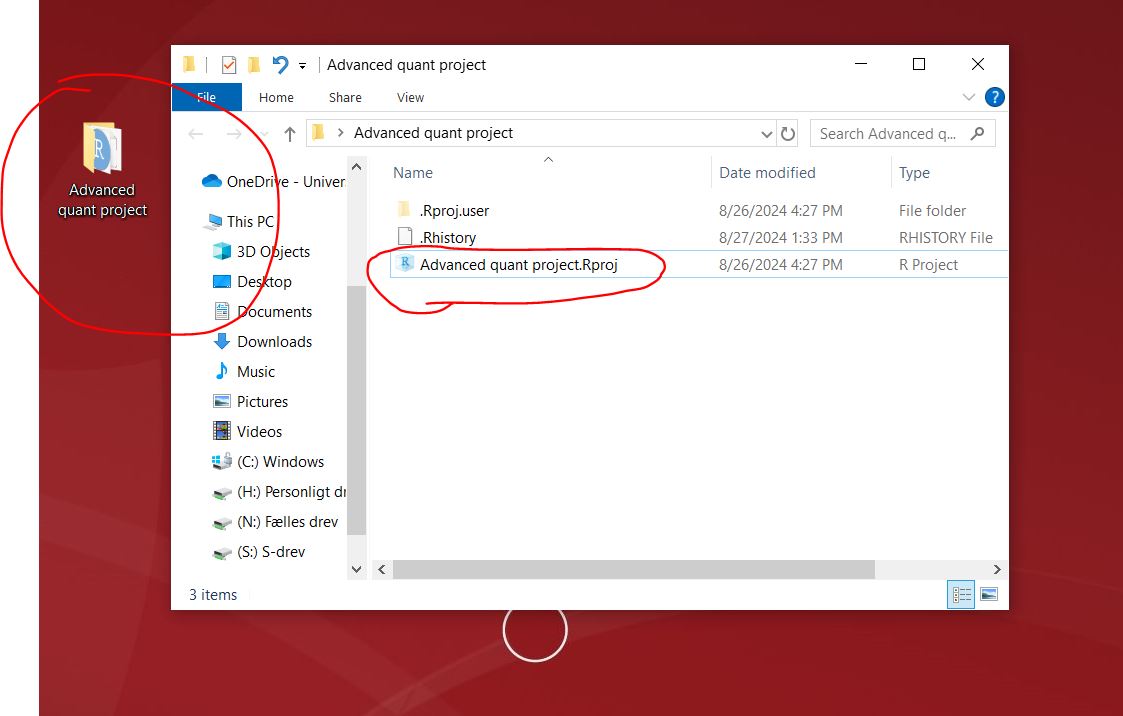 Advanced quant project
File Home Share View
Advanced quant project
Search Advanced q...
Advanced
quant project
OneDrive - Univer
This PC
3D Objects
Desktop
Documents
Downloads
Music
Pictures
Videos
(C:) Windows
(H:) Personligt dr
(N:) Fælles drev
(S:) S-drev
Name Date modified Type
.Rproj.user 8/26/2024 4:27 PM File folder
.Rhistory 8/27/2024 1:33 PM RHISTORY File
Advanced quant project.Rproj 8/26/2024 4:27 PM R Project
3 items